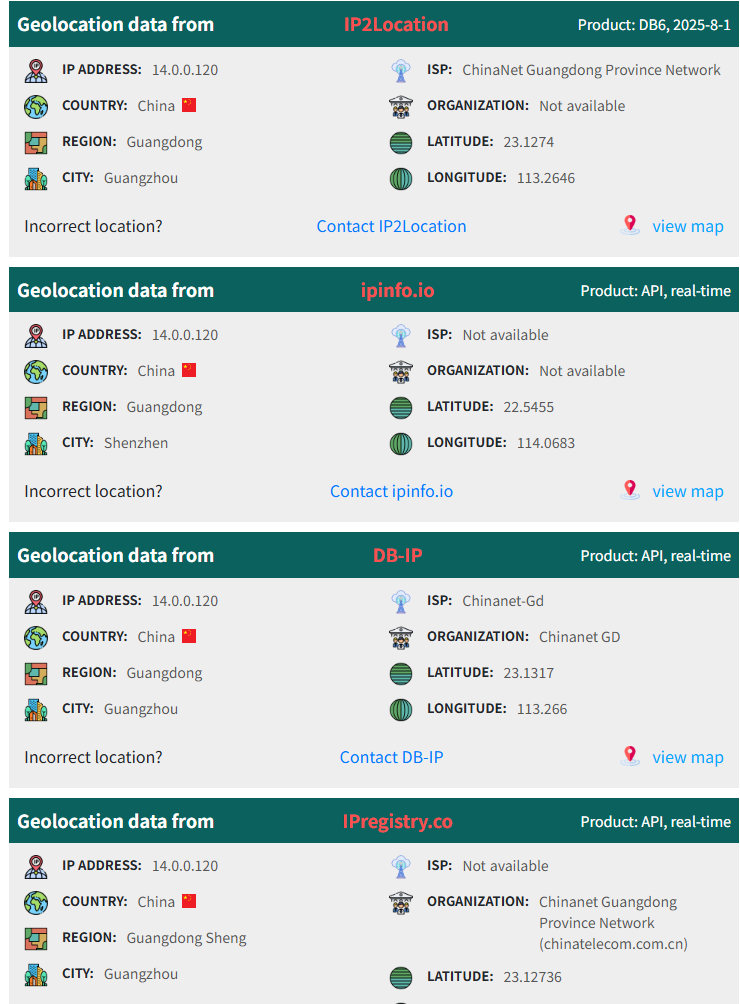 Geolocation data from IP2Location Product: DB6, 2025-8-1
IP ADDRESS: 14.0.0.120 ISP: ChinaNet Guangdong Province Network
COUNTRY: China ORGANIZATION: Not available
REGION: Guangdong LATITUDE: 23.1274
CITY: Guangzhou LONGITUDE: 113.2646
Incorrect location? Contact IP2Location view map
Geolocation data from ipinfo.io Product: API, real-time
IP ADDRESS: 14.0.0.120 ISP: Not available
COUNTRY: China ORGANIZATION: Not available
REGION: Guangdong LATITUDE: 22.5455
CITY: Shenzhen LONGITUDE: 114.0683
Incorrect location? Contact ipinfo.io view map
Geolocation data from DB-IP Product: API, real-time
IP ADDRESS: 14.0.0.120 ISP: Chinanet-Gd
COUNTRY: China ORGANIZATION: Chinanet GD
REGION: Guangdong LATITUDE: 23.1317
CITY: Guangzhou LONGITUDE: 113.266
Incorrect location? Contact DB-IP view map
Geolocation data from IPregistry.co Product: API, real-time
IP ADDRESS: 14.0.0.120 ISP: Not available
COUNTRY: China ORGANIZATION: Chinanet Guangdong
Province Network
REGION: Guangdong Sheng (chinatelecom.com.cn)
CITY: Guangzhou LATITUDE: 23.12736